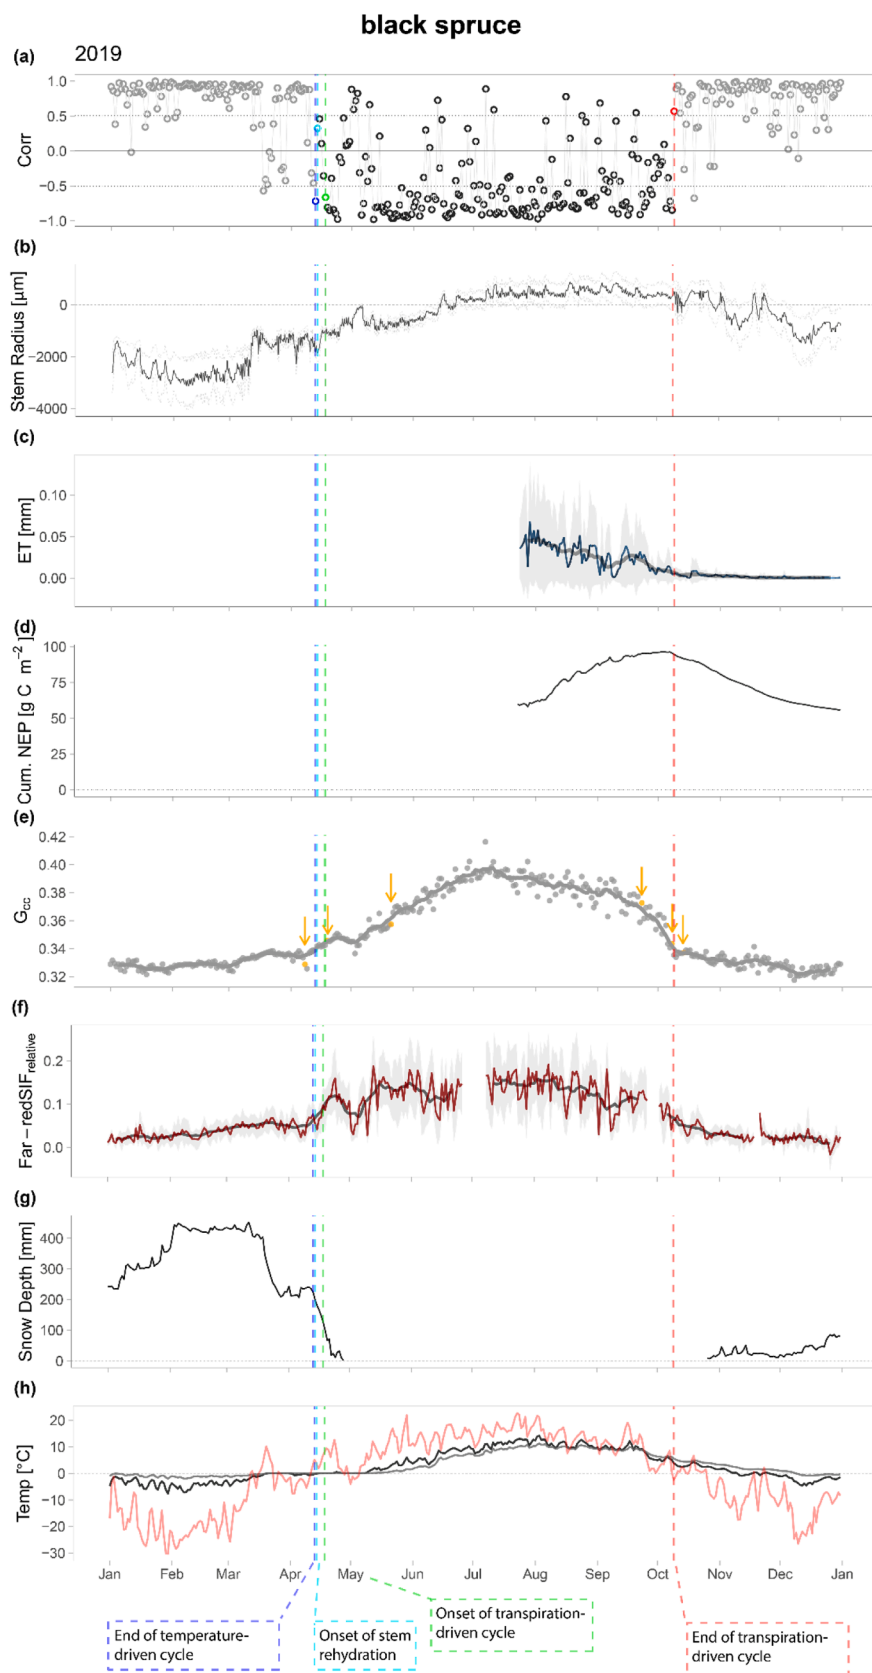 black spruce
(a)
2019
1.0
0.5
0.0
−0.5
−1.0
Corr
(b)
0
−2000
−4000
Stem Radius [µm]
(c)
0.10
0.05
0.00
ET [mm]
(d)
100
75
50
25
0
Cum. NEP [g C m⁻²]
(e)
0.42
0.40
0.38
0.36
0.34
0.32
Gcc
(f)
0.2
0.1
0.0
Far – redSIFrelative
(g)
400
300
200
100
0
Snow Depth [mm]
(h)
20
10
0
−10
−20
−30
Temp [°C]
Jan Feb Mar Apr May Jun Jul Aug Sep Oct Nov Dec Jan
End of temperature-
driven cycle
Onset of stem
rehydration
Onset of transpiration-
driven cycle
End of transpiration-
driven cycle